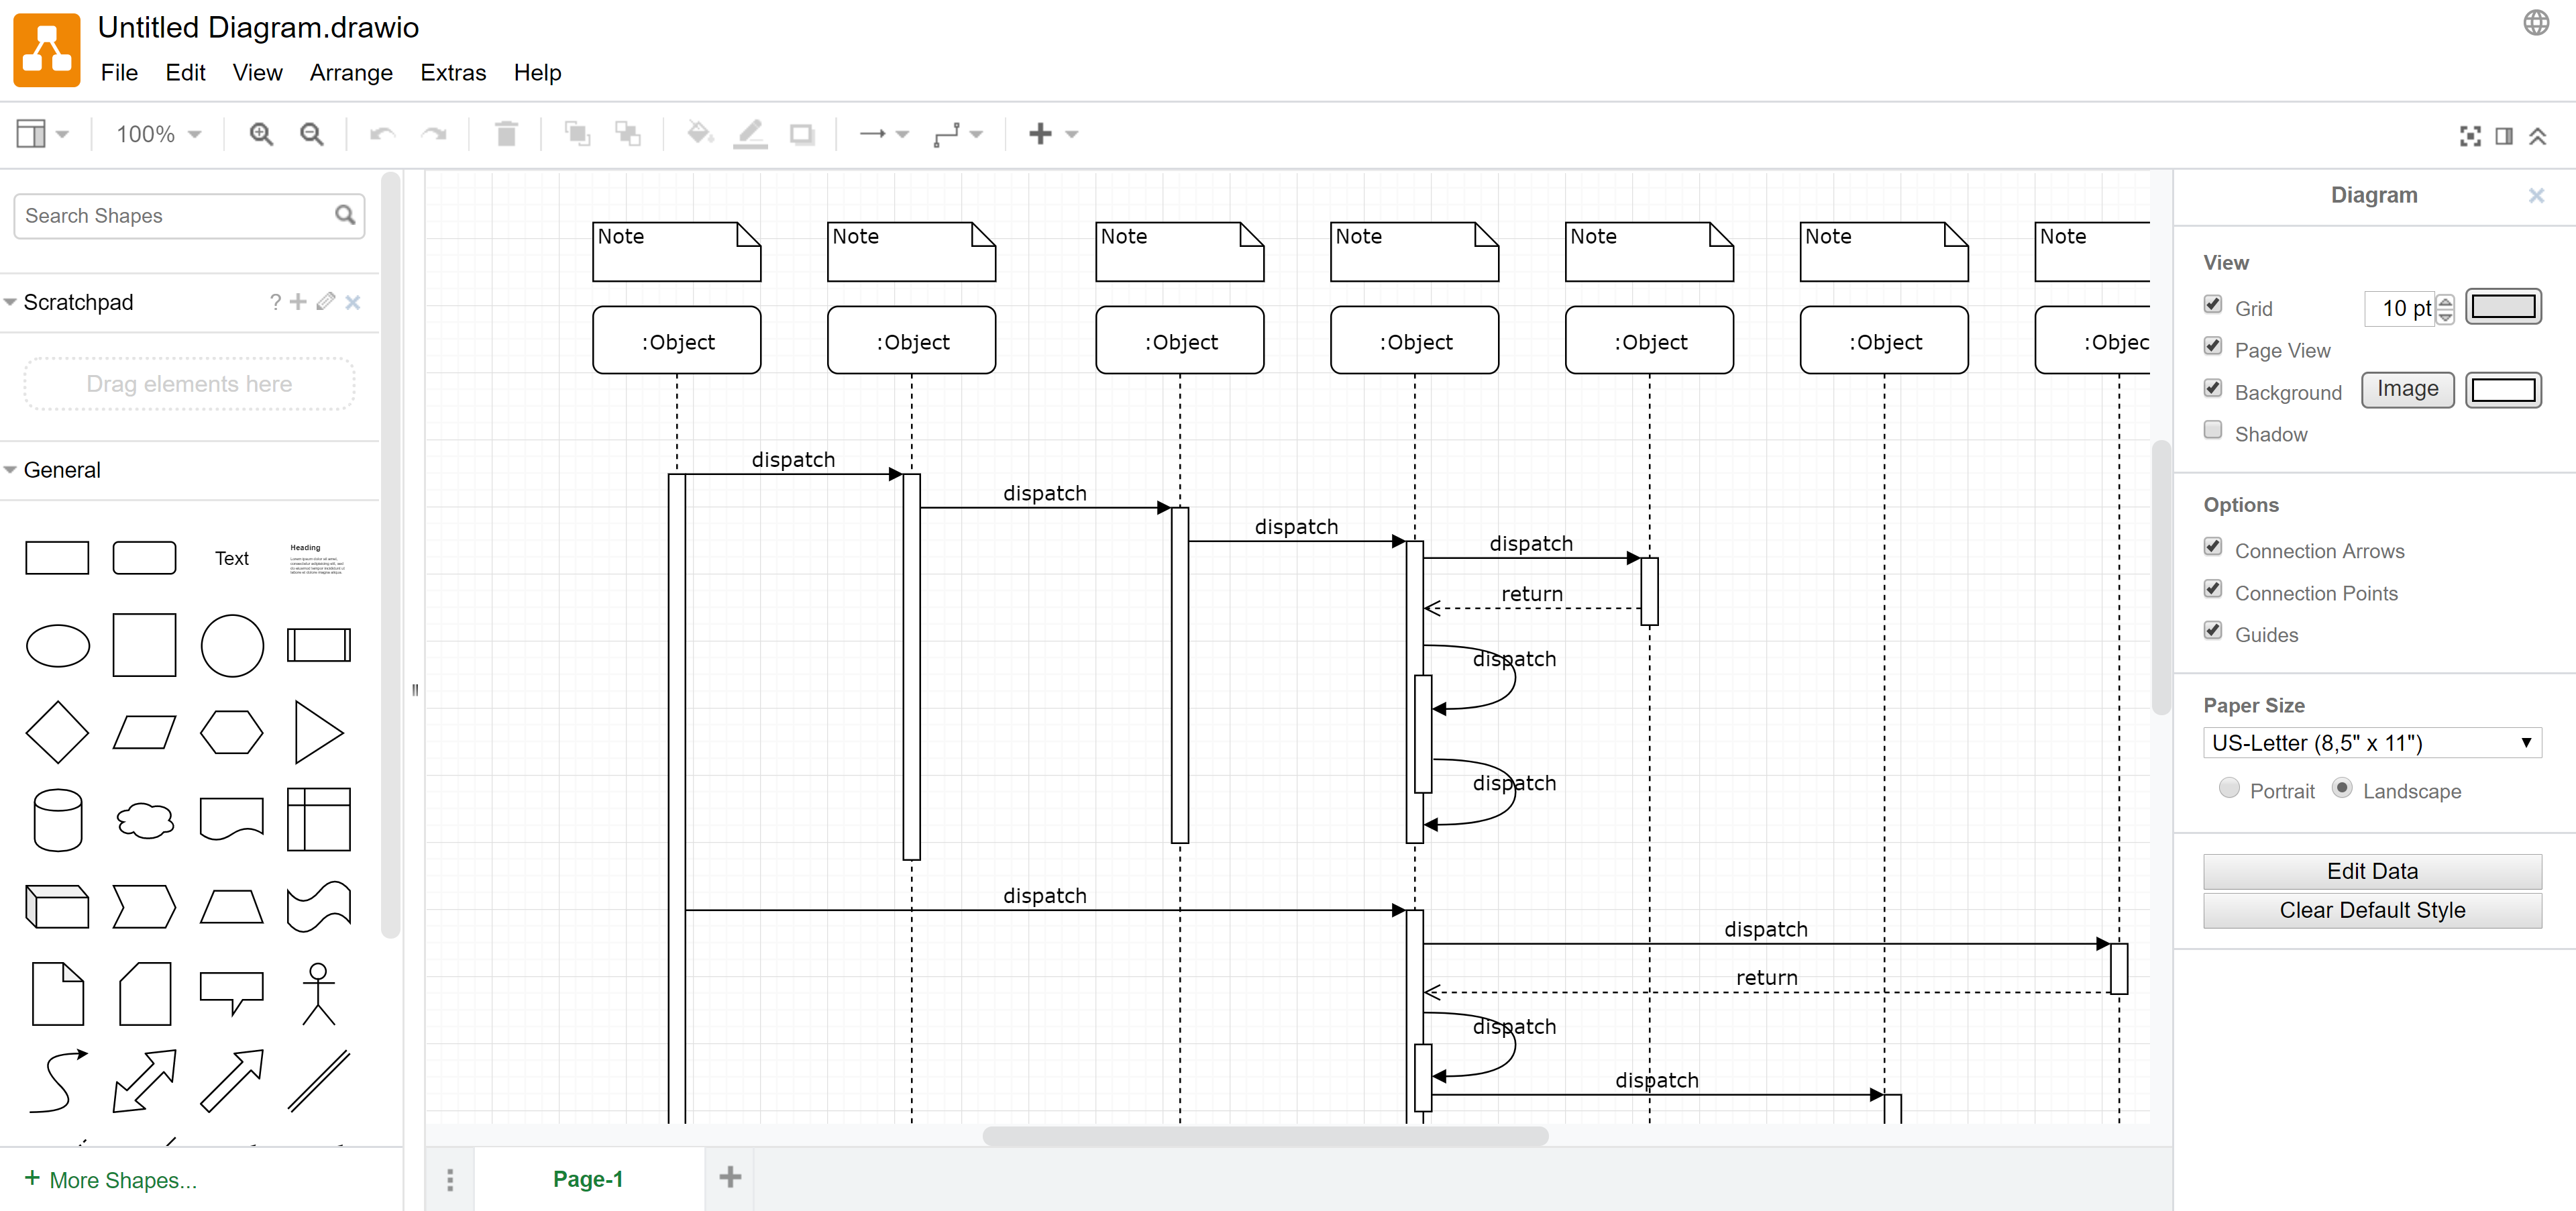 Untitled Diagram.drawio
File Edit View Arrange Extras Help
100%
Search Shapes
Scratchpad
?
Drag elements here
General
Text
Heading
Note Note Note Note Note Note Note
:Object :Object :Object :Object :Object :Object :Objec
dispatch
dispatch
dispatch
dispatch
return
dispatch
dispatch
dispatch
dispatch
return
dispatch
dispatch
+ More Shapes...
Page-1
Diagram
View
Grid 10 pt
Page View
Background Image
Shadow
Options
Connection Arrows
Connection Points
Guides
Paper Size
US-Letter (8,5" x 11")
Portrait Landscape
Edit Data
Clear Default Style